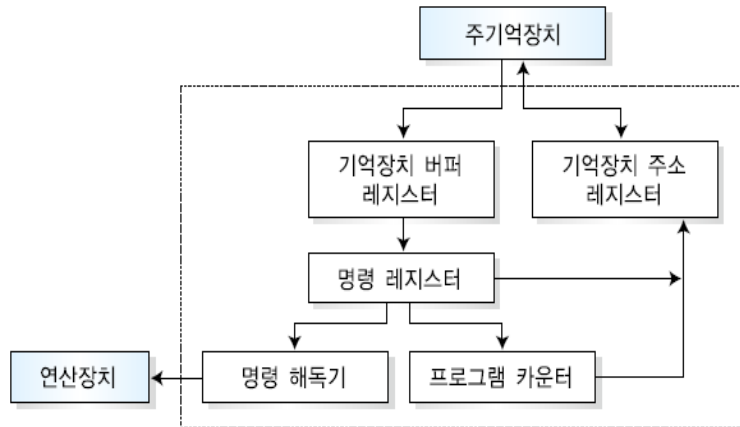 주기억장치
기억장치 버퍼
레지스터
기억장치 주소
레지스터
명령 레지스터
연산장치
명령 해독기
프로그램 카운터